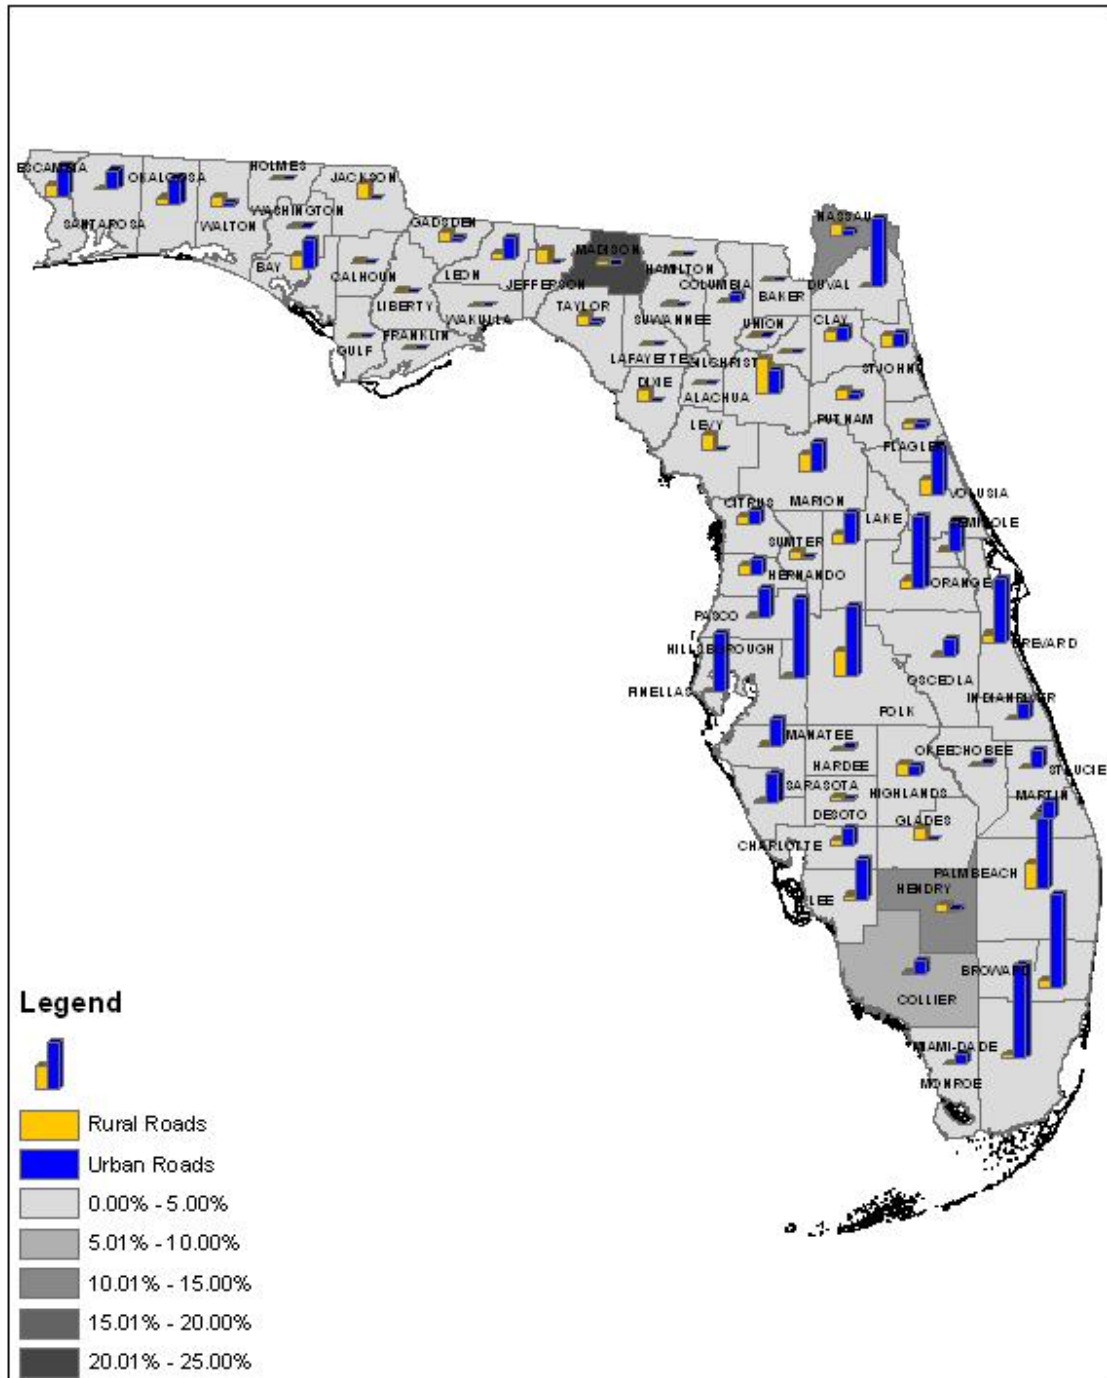 ESCAMBIA
HOLMES
OKALOOSA
JACKSON
SANTAROSA
WALTON
WASHINGTON
GADSDEN
NASSAU
BAY
CALHOUN
LEON
MADISON
HAMILTON
JEFFERSON
COLUMBIA
DUVAL
BAKER
LIBERTY
WAKULLA
TAYLOR
SUWANNEE
UNION
CLAY
GULF
FRANKLIN
LAFAYETTE
GILCHRIST
ST JOHNS
DIXIE
ALACHUA
PUTNAM
LEVY
FLAGLER
MARION
VOLUSIA
CITRUS
LAKE
SEMINOLE
SUMTER
HERNANDO
ORANGE
PASCO
BREVARD
HILLSBOROUGH
OSCEOLA
PINELLAS
INDIAN RIVER
POLK
MANATEE
OKEECHOBEE
HARDEE
ST LUCIE
SARASOTA
HIGHLANDS
MARTIN
DESOTO
GLADES
CHARLOTTE
PALM BEACH
HENDRY
LEE
BROWARD
COLLIER
MIAMI-DADE
MONROE
Legend
Rural Roads
Urban Roads
0.00% - 5.00%
5.01% - 10.00%
10.01% - 15.00%
15.01% - 20.00%
20.01% - 25.00%